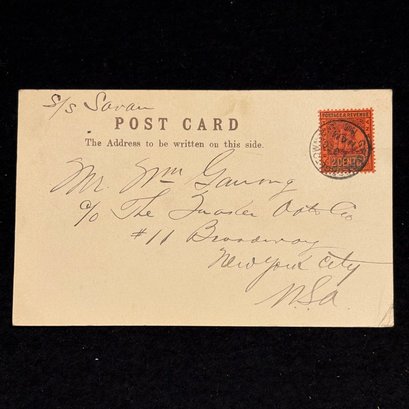 s/s Savan
POST CARD
The Address to be written on this side.
POSTAGE & REVENUE
2 CENTS
Mr. Wm Ganong
c/o The
#11 Broadway
New York City
U.S.A.